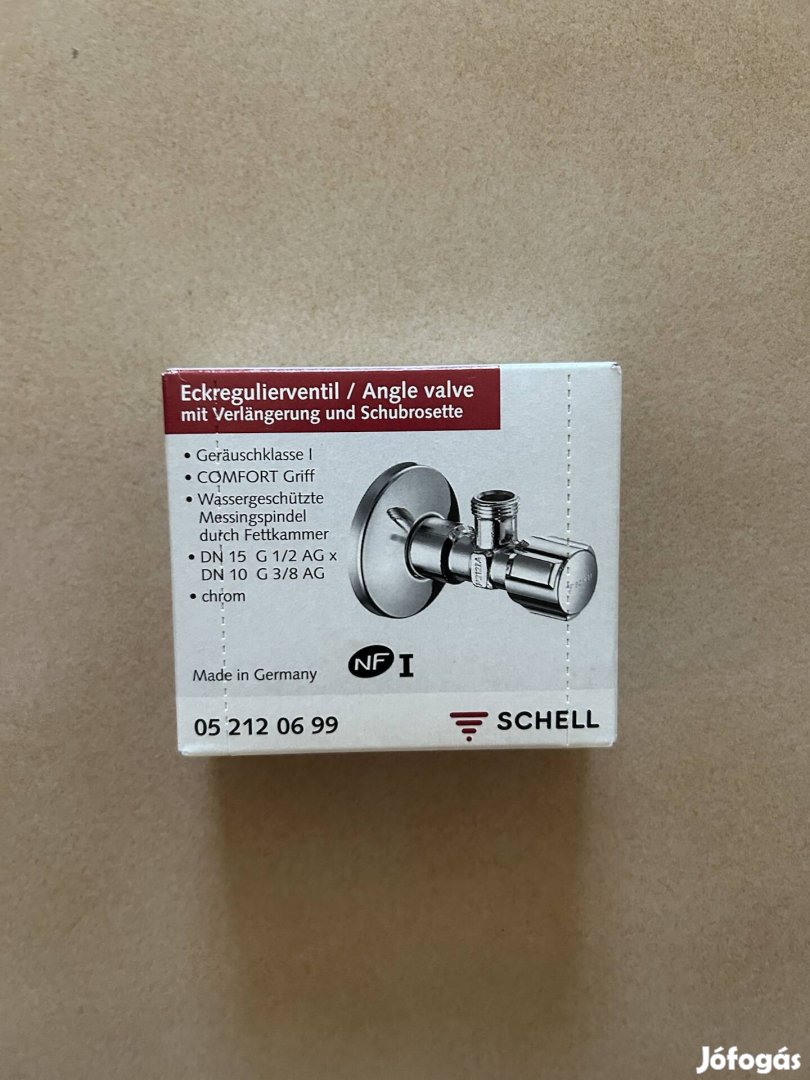 Eckregulierventil / Angle valve
mit Verlängerung und Schubrosette
• Geräuschklasse I
• COMFORT Griff
• Wassergeschützte
Messingspindel
durch Fettkammer
• DN 15 G 1/2 AG x
DN 10 G 3/8 AG
• chrom
Made in Germany
NF I
05 212 06 99
SCHELL
Jófogás